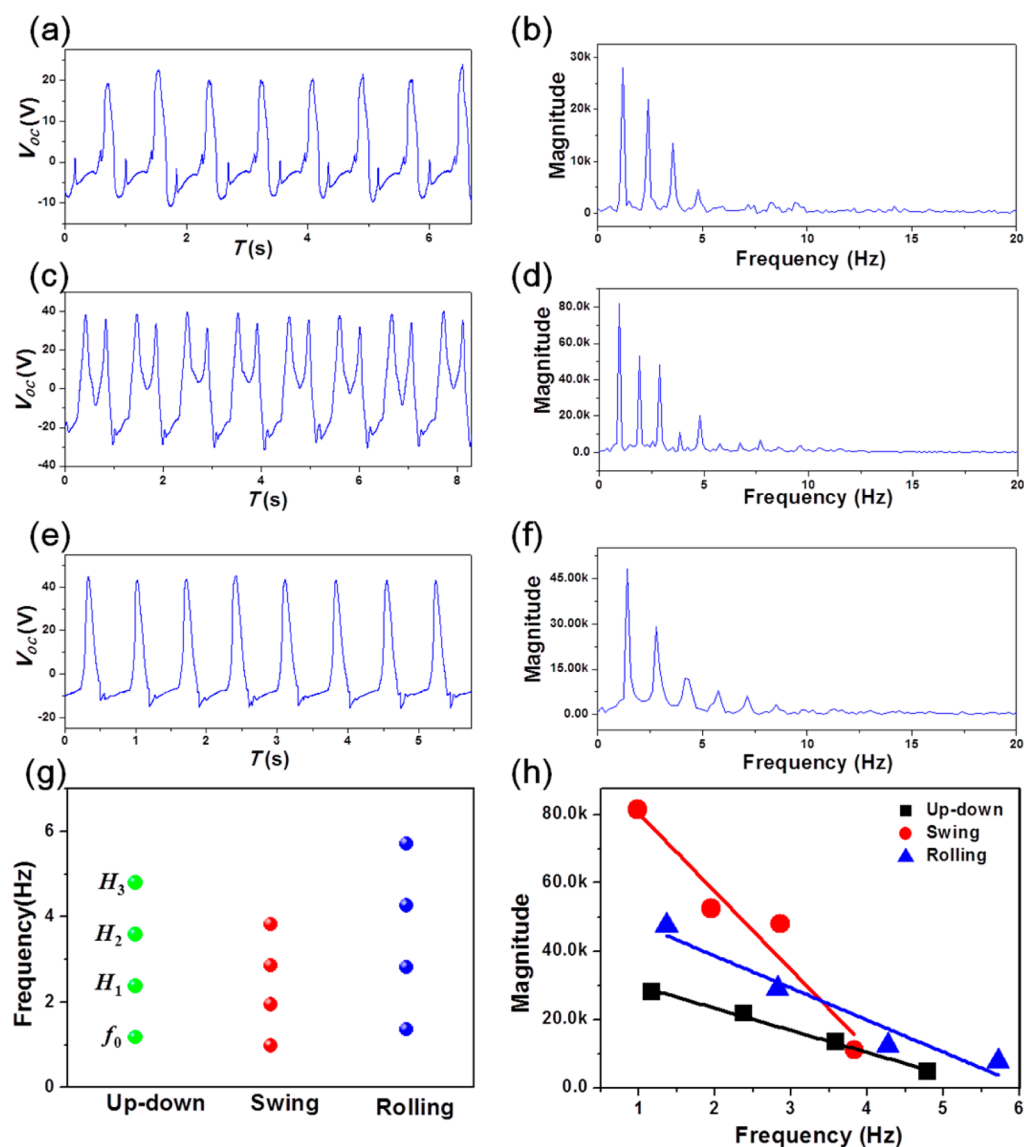 (a)
20
10
0
-10
V_oc (V)
0 2 4 6
T (s)
(b)
30k
20k
10k
0
Magnitude
0 5 10 15 20
Frequency (Hz)
(c)
40
20
0
-20
-40
V_oc (V)
0 2 4 6 8
T (s)
(d)
80.0k
60.0k
40.0k
20.0k
0.0
Magnitude
0 5 10 15 20
Frequency (Hz)
(e)
40
20
0
-20
V_oc (V)
0 1 2 3 4 5
T (s)
(f)
45.00k
30.00k
15.00k
0.00
Magnitude
0 5 10 15 20
Frequency (Hz)
(g)
6
4
2
0
Frequency(Hz)
H_3
H_2
H_1
f_0
Up-down Swing Rolling
(h)
80.0k
60.0k
40.0k
20.0k
0.0
Magnitude
Up-down
Swing
Rolling
1 2 3 4 5 6
Frequency (Hz)